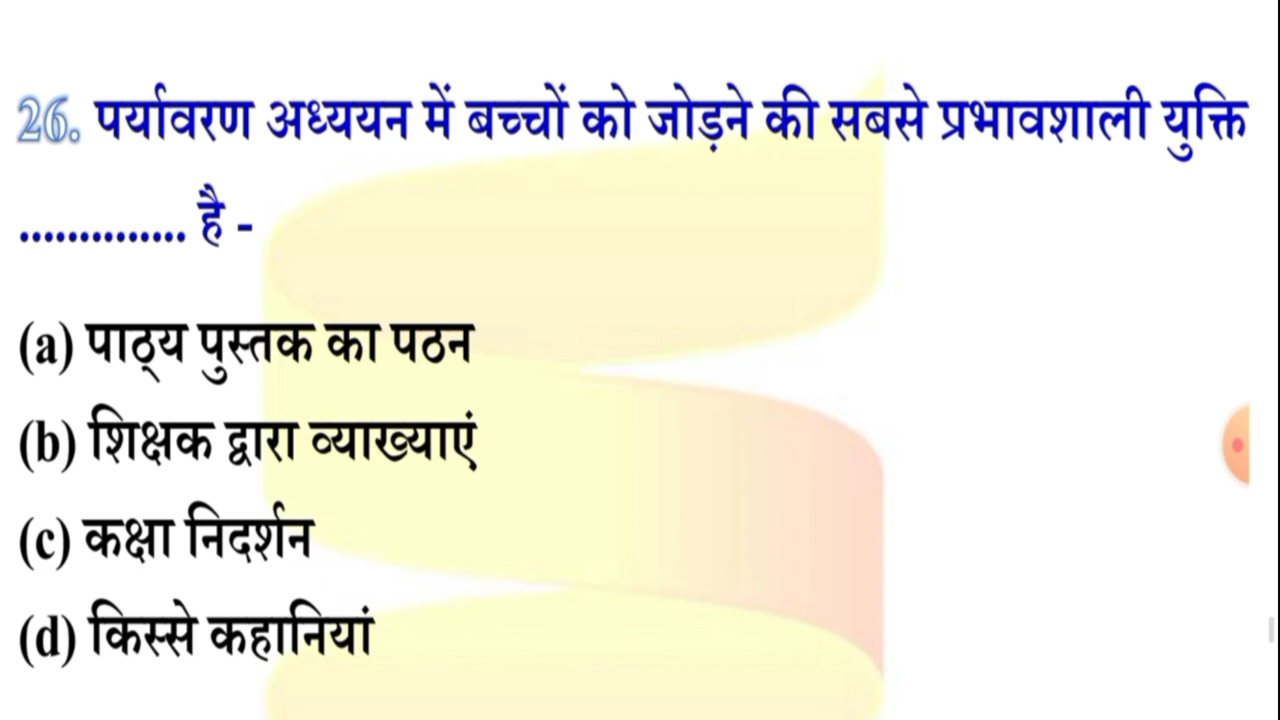 26. पर्यावरण अध्ययन में बच्चों को जोड़ने की सबसे प्रभावशाली युक्ति
.............. है -
(a) पाठ्य पुस्तक का पठन
(b) शिक्षक द्वारा व्याख्याएं
(c) कक्षा निदर्शन
(d) किस्से कहानियां